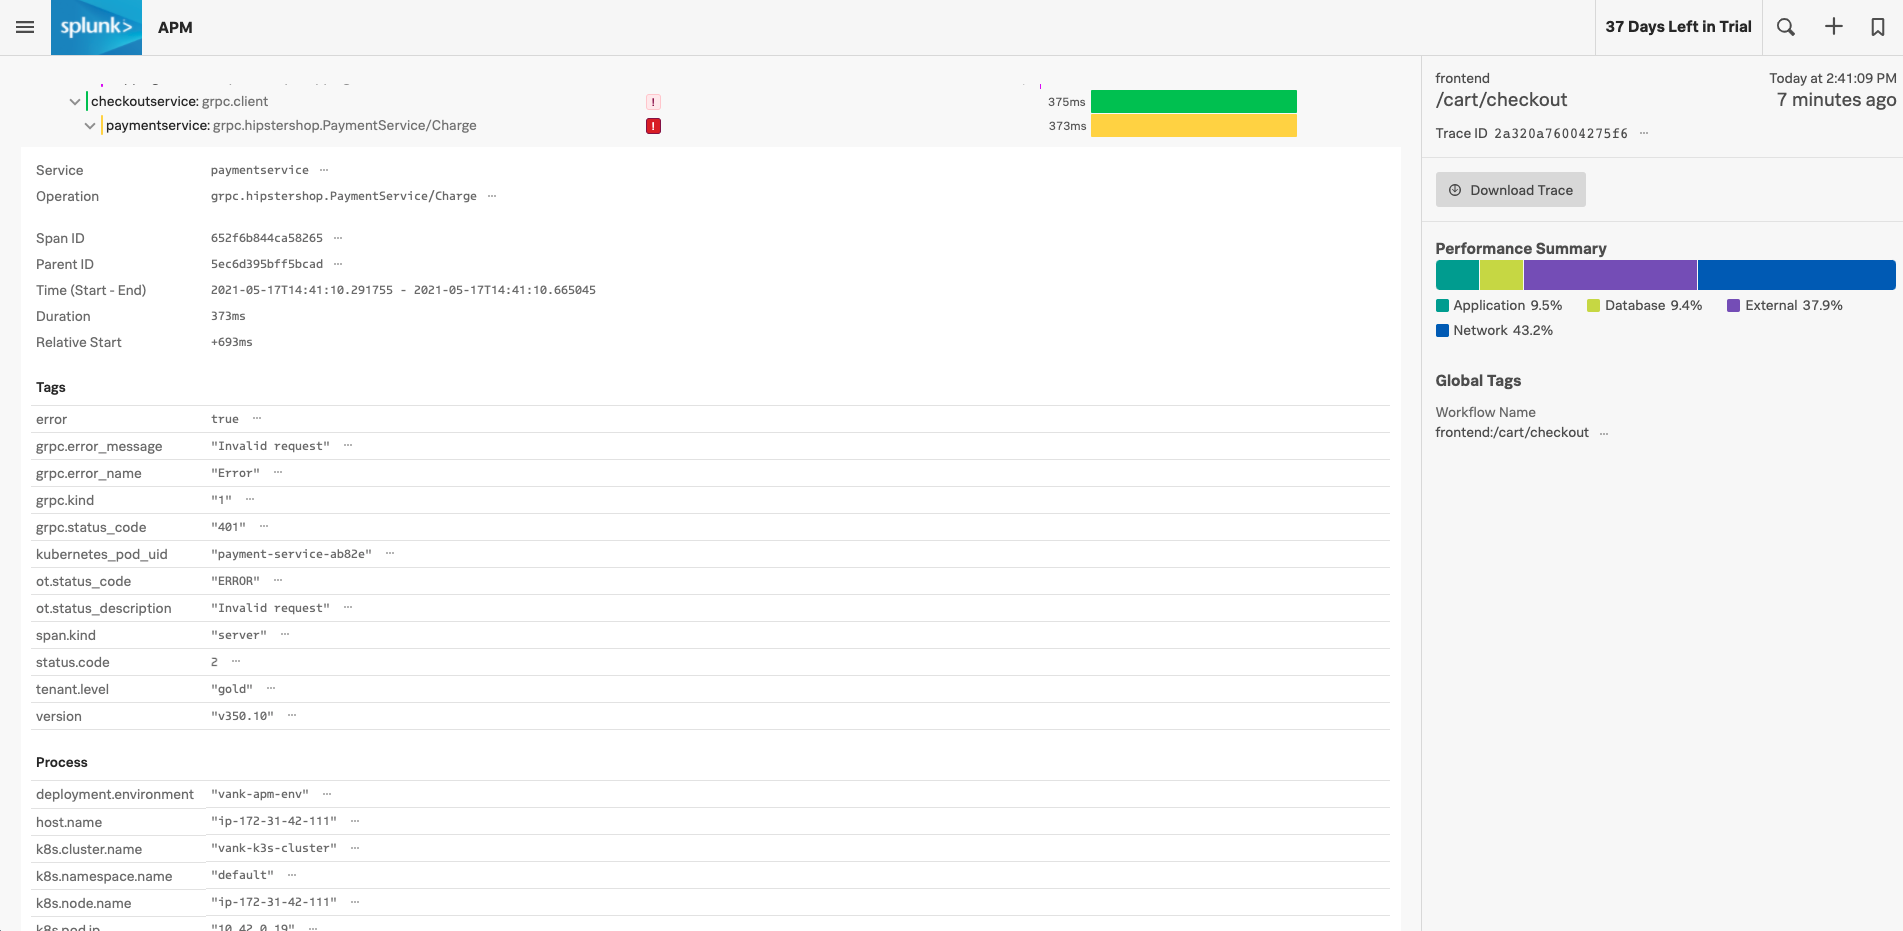 splunk>
APM
37 Days Left in Trial
checkoutservice: grpc.client
!
375ms
paymentservice: grpc.hipstershop.PaymentService/Charge
!
373ms
Service paymentservice ...
Operation grpc.hipstershop.PaymentService/Charge ...
Span ID 652f6b844ca58265 ...
Parent ID 5ec6d395bff5bcad ...
Time (Start - End) 2021-05-17T14:41:10.291755 - 2021-05-17T14:41:10.665045
Duration 373ms
Relative Start +693ms
Tags
error true ...
grpc.error_message "Invalid request" ...
grpc.error_name "Error" ...
grpc.kind "1" ...
grpc.status_code "401" ...
kubernetes_pod_uid "payment-service-ab82e" ...
ot.status_code "ERROR" ...
ot.status_description "Invalid request" ...
span.kind "server" ...
status.code 2 ...
tenant.level "gold" ...
version "v350.10" ...
Process
deployment.environment "vank-apm-env" ...
host.name "ip-172-31-42-111" ...
k8s.cluster.name "vank-k3s-cluster" ...
k8s.namespace.name "default" ...
k8s.node.name "ip-172-31-42-111" ...
k8s.pod.ip "10.42.0.19" ...
frontend
Today at 2:41:09 PM
/cart/checkout
7 minutes ago
Trace ID 2a320a76004275f6 ...
Download Trace
Performance Summary
Application 9.5% Database 9.4% External 37.9%
Network 43.2%
Global Tags
Workflow Name
frontend:/cart/checkout ...